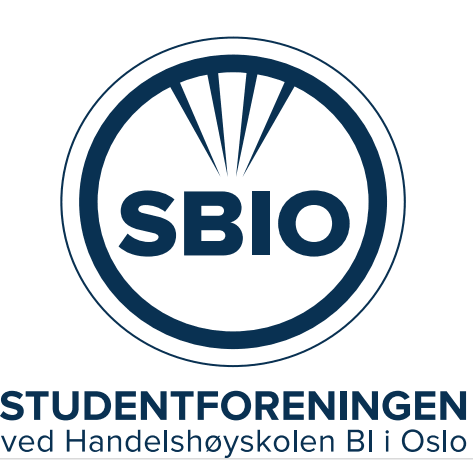 SBIO
STUDENTFORENINGEN
ved Handelshøyskolen BI i Oslo